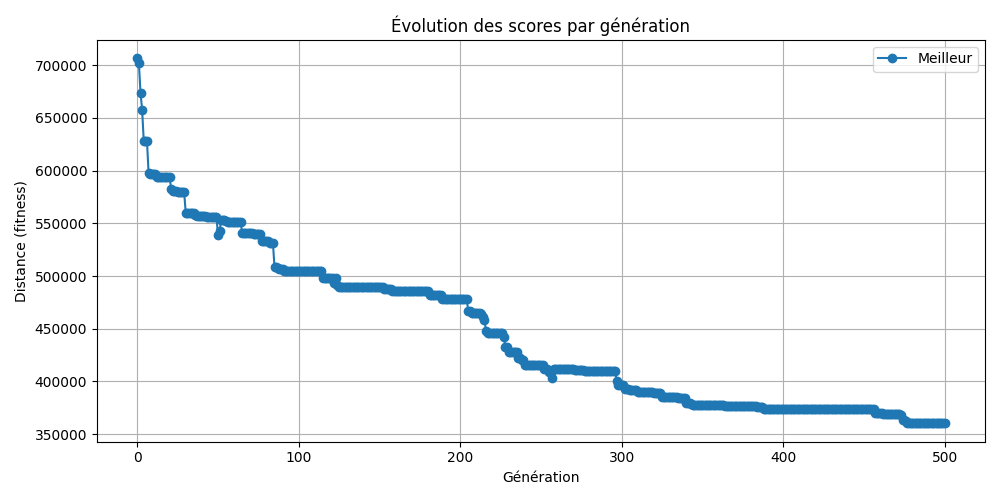 Évolution des scores par génération
Meilleur
Distance (fitness)
700000
650000
600000
550000
500000
450000
400000
350000
0 100 200 300 400 500
Génération